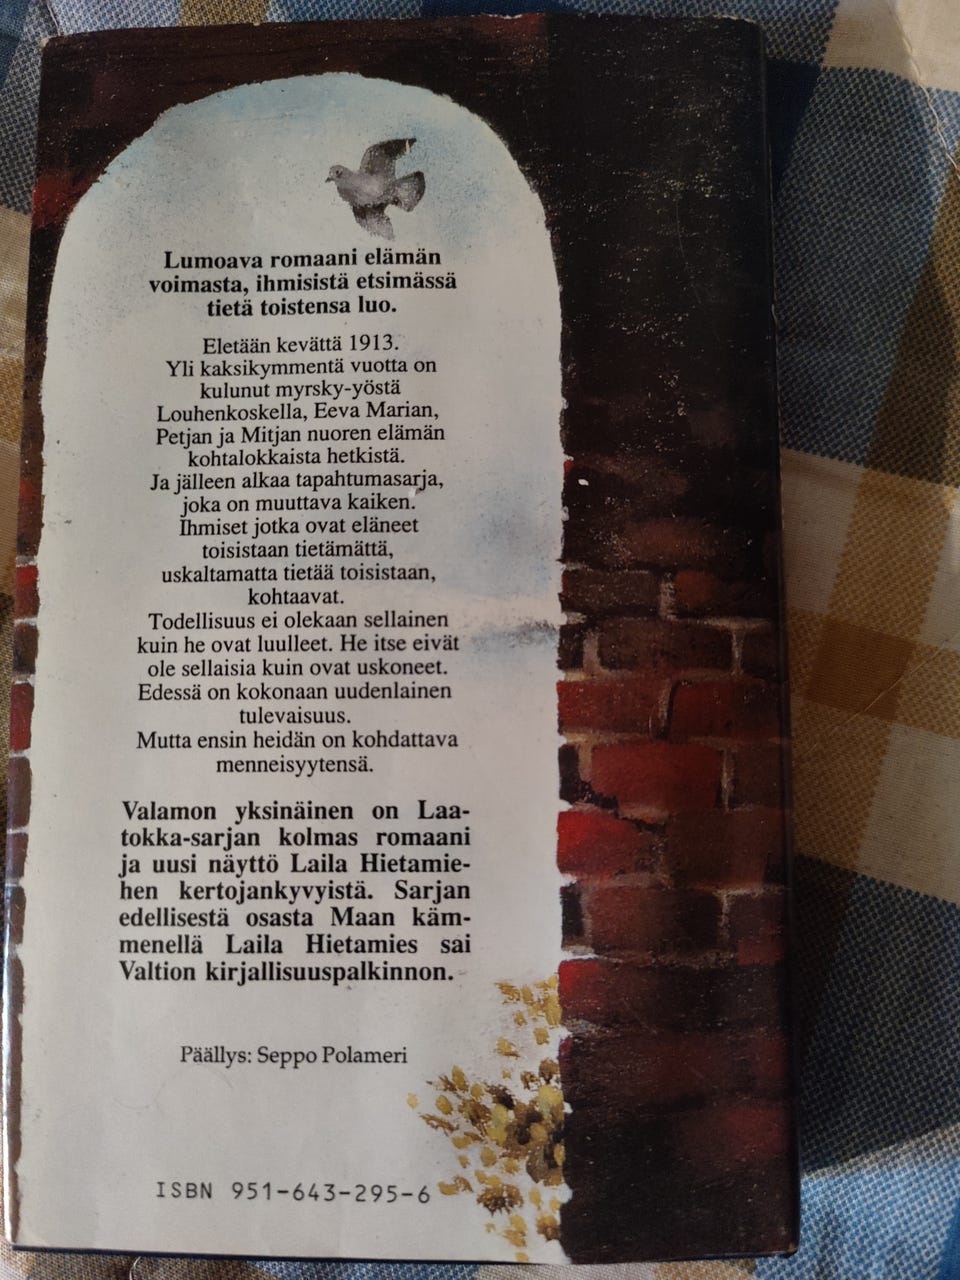 Lumoava romaani elämän
voimasta, ihmisistä etsimässä
tietä toistensa luo.
Eletään kevättä 1913.
Yli kaksikymmentä vuotta on
kulunut myrsky-yöstä
Louhenkoskella, Eeva Marian,
Petjan ja Mitjan nuoren elämän
kohtalokkaista hetkistä.
Ja jälleen alkaa tapahtumasarja,
joka on muuttava kaiken.
Ihmiset jotka ovat eläneet
toisistaan tietämättä,
uskaltamatta tietää toisistaan,
kohtaavat.
Todellisuus ei olekaan sellainen
kuin he ovat luulleet. He itse eivät
ole sellaisia kuin ovat uskoneet.
Edessä on kokonaan uudenlainen
tulevaisuus.
Mutta ensin heidän on kohdattava
menneisyytensä.
Valamon yksinäinen on Laa-
tokka-sarjan kolmas romaani
ja uusi näyttö Laila Hietamie-
hen kertojankyvyistä. Sarjan
edellisestä osasta Maan käm-
menellä Laila Hietamies sai
Valtion kirjallisuuspalkinnon.
Päällys: Seppo Polameri
ISBN 951-643-295-6